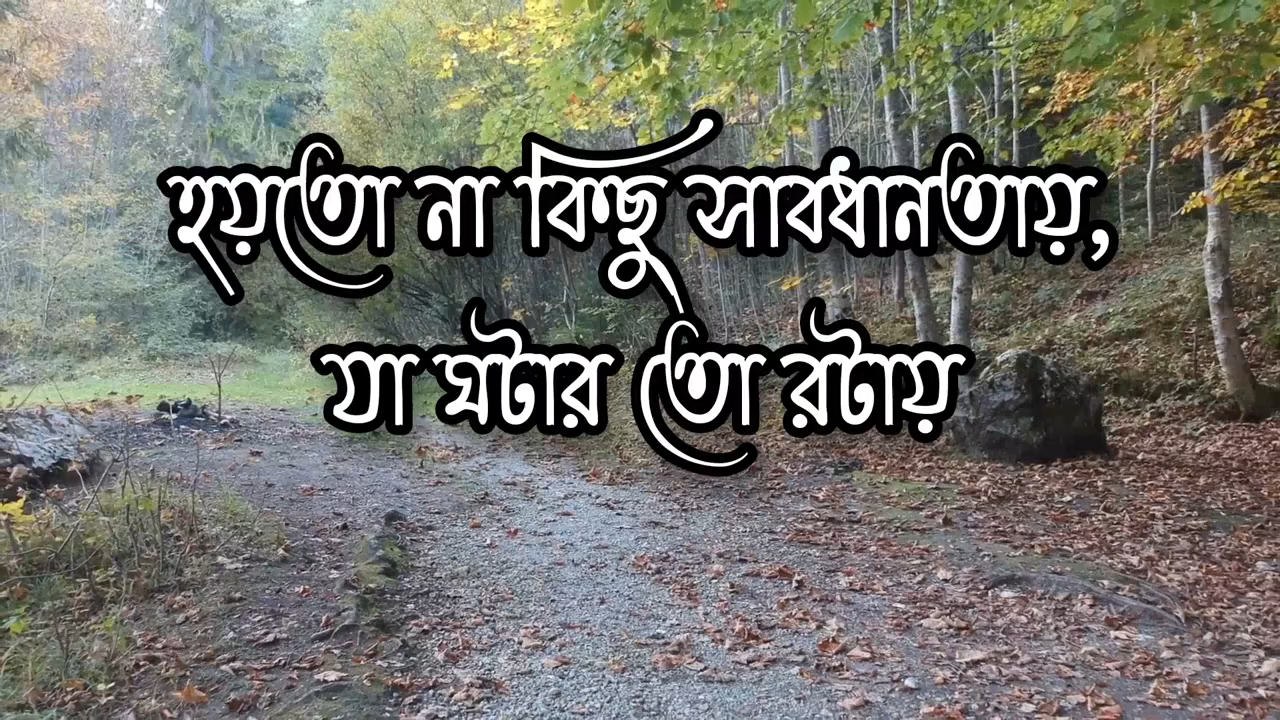 হয়তো না কিছু সাবধানতায়,
যা ঘটার তো রটায়